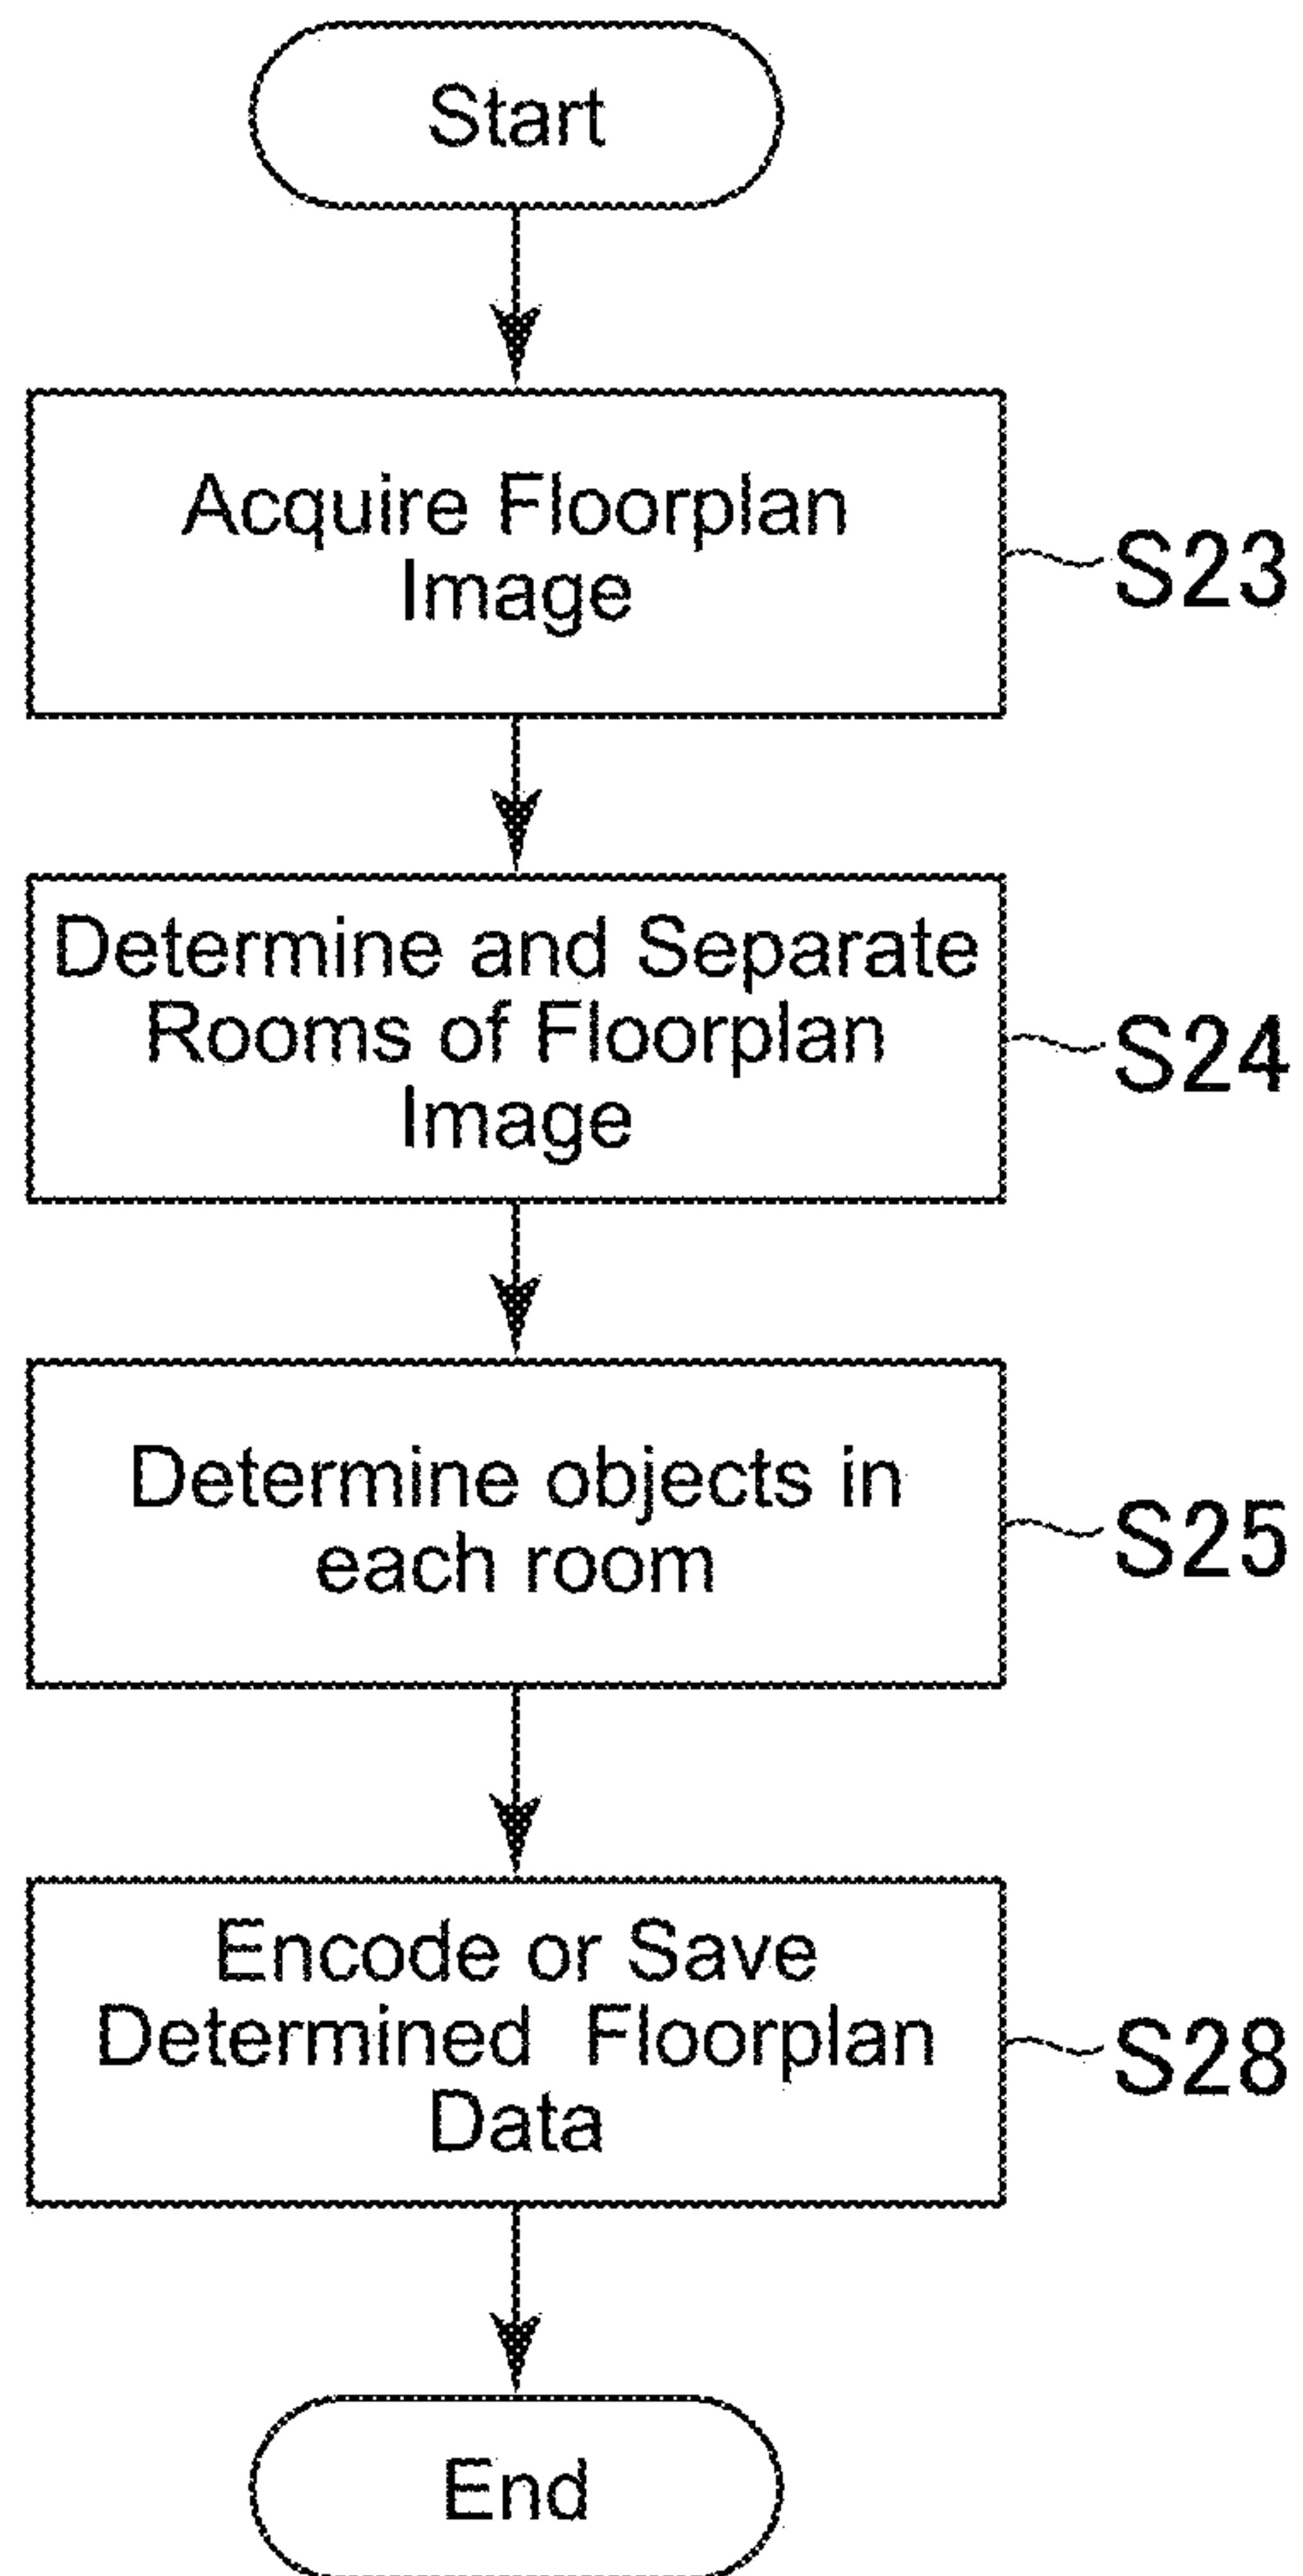 Start
Acquire Floorplan
Image
S23
Determine and Separate
Rooms of Floorplan
Image
S24
Determine objects in
each room
S25
Encode or Save
Determined Floorplan
Data
S28
End